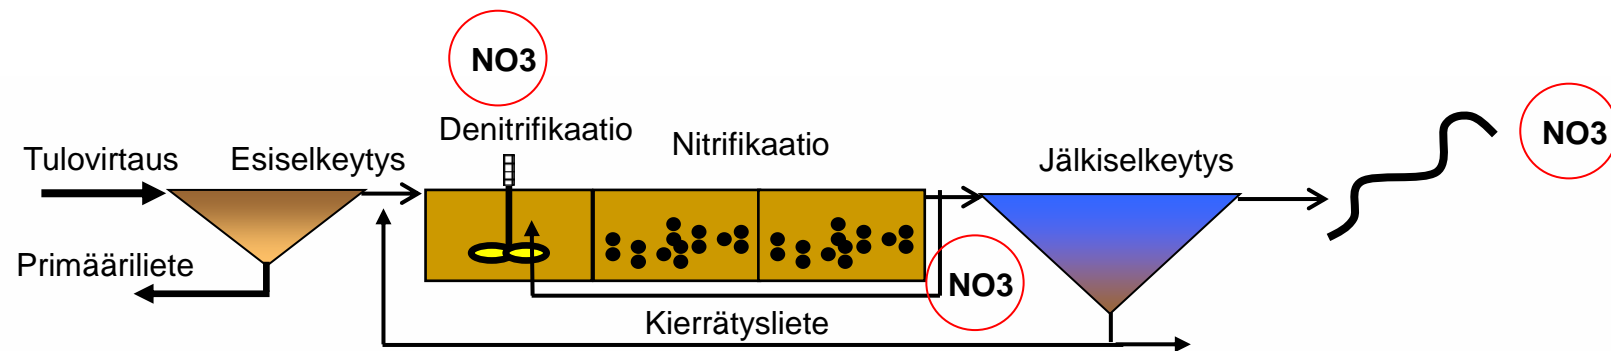 NO3
Denitrifikaatio
Nitrifikaatio
NO3
Tulovirtaus
Esiselkeytys
Jälkiselkeytys
Primääriliete
NO3
Kierrätysliete